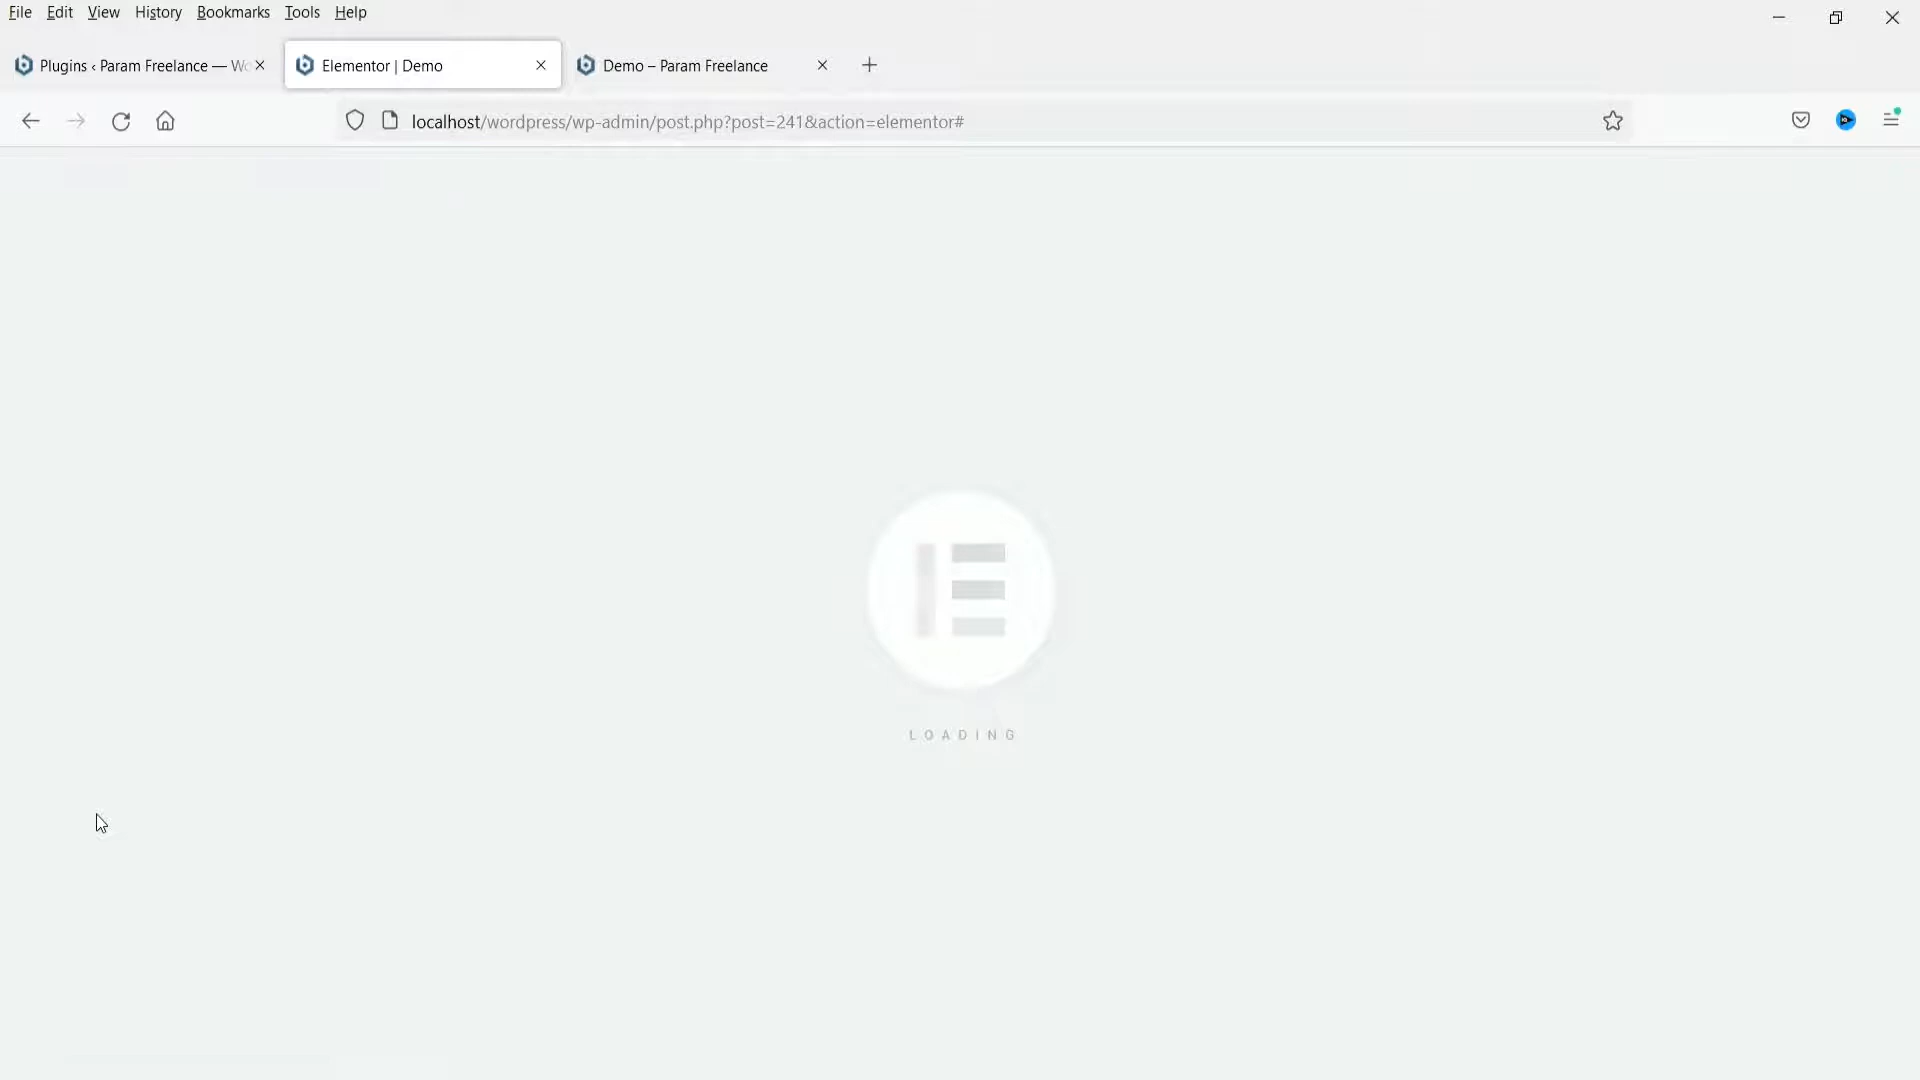 File Edit View History Bookmarks Tools Help
Plugins ‹ Param Freelance — Wo
Elementor | Demo
Demo – Param Freelance
localhost/wordpress/wp-admin/post.php?post=241&action=elementor#
LOADING